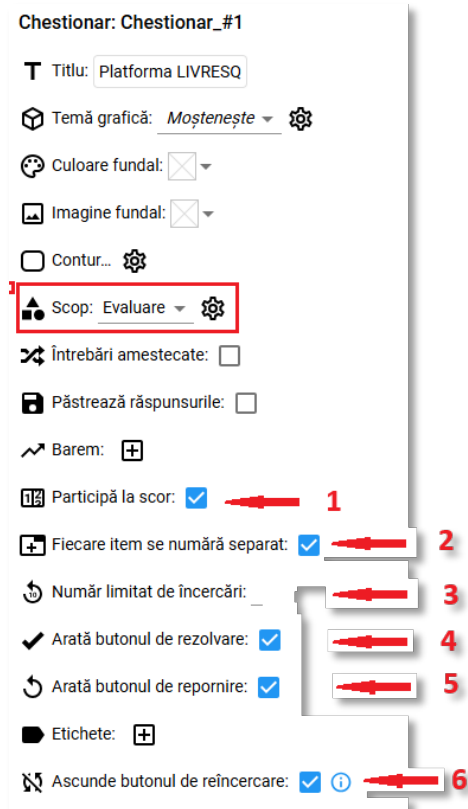 Chestionar: Chestionar_#1
Titlu: Platforma LIVRESQ
Temă grafică: Moștenește
Culoare fundal:
Imagine fundal:
Contur...
Scop: Evaluare
Întrebări amestecate:
Păstrează răspunsurile:
Barem:
Participă la scor: 1
Fiecare item se numără separat: 2
Număr limitat de încercări: _ 3
Arată butonul de rezolvare: 4
Arată butonul de repornire: 5
Etichete:
Ascunde butonul de reîncercare: 6